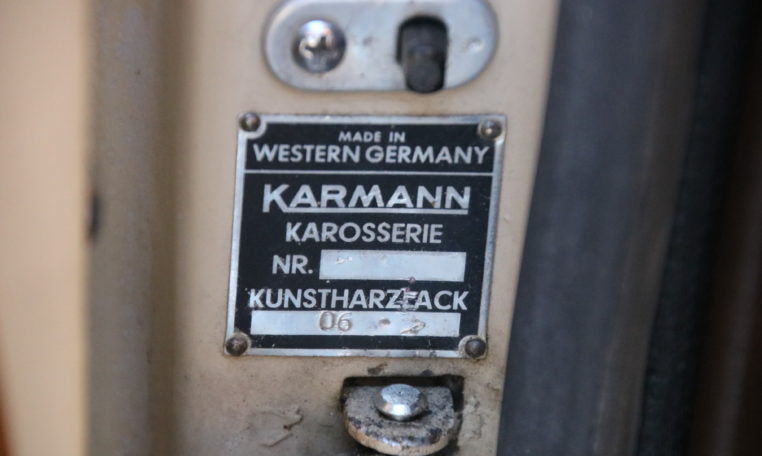 MADE IN
WESTERN GERMANY
KARMANN
KAROSSERIE
NR.
KUNSTHARZLACK
06 -